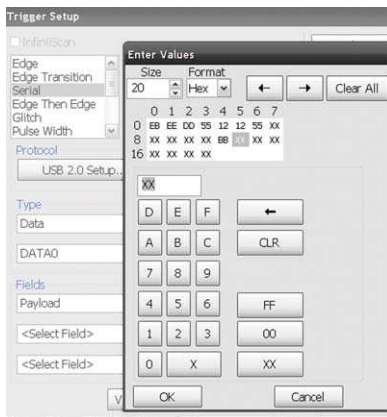 Trigger Setup
InfiniiScan
Edge
Edge Transition
Serial
Edge Then Edge
Glitch
Pulse Width
Protocol
USB 2.0 Setup...
Type
Data
DATA0
Fields
Payload
<Select Field>
<Select Field>
V
Enter Values
Size Format
20 Hex ← → Clear All
0 1 2 3 4 5 6 7
0 EB EE DD 55 12 12 55 XX
8 XX XX XX XX BB XX XX XX
16 XX XX XX XX
XX
D E F ←
A B C CLR
7 8 9
4 5 6 FF
1 2 3 00
0 X XX
OK Cancel